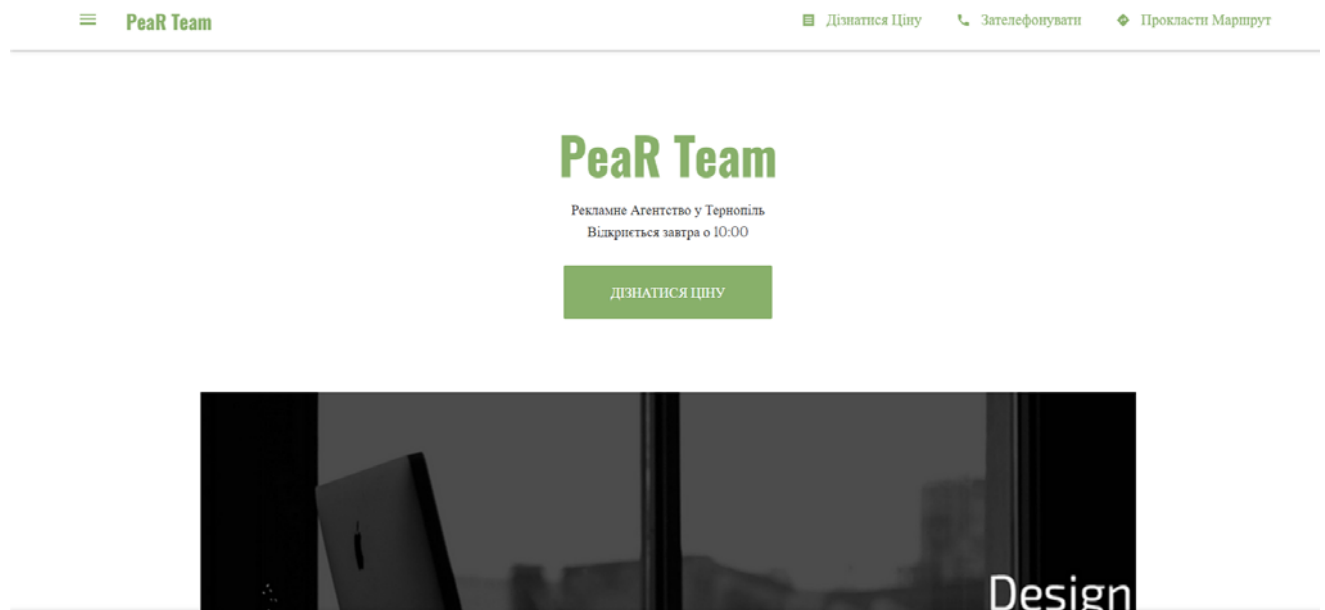 PeaR Team
Дізнатися Ціну
Зателефонувати
Прокласти Маршрут
PeaR Team
Рекламне Агентство у Тернопіль
Відкриється завтра о 10:00
ДІЗНАТИСЯ ЦІНУ
Design